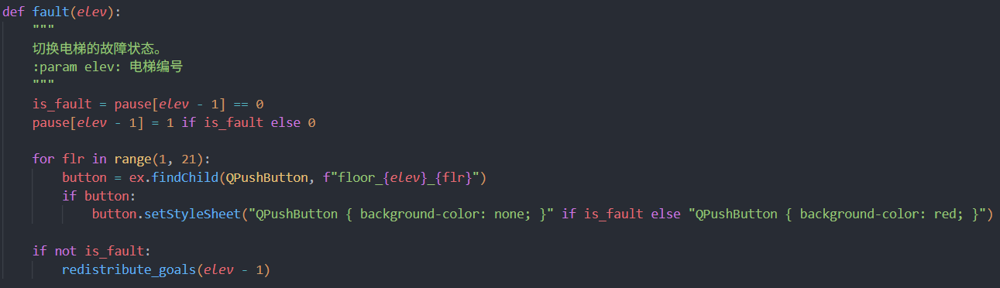 def fault(elev):
    """
    切换电梯的故障状态。
    :param elev: 电梯编号
    """
    is_fault = pause[elev - 1] == 0
    pause[elev - 1] = 1 if is_fault else 0

    for flr in range(1, 21):
        button = ex.findChild(QPushButton, f"floor_{elev}_{flr}")
        if button:
            button.setStyleSheet("QPushButton { background-color: none; }" if is_fault else "QPushButton { background-color: red; }")

    if not is_fault:
        redistribute_goals(elev - 1)